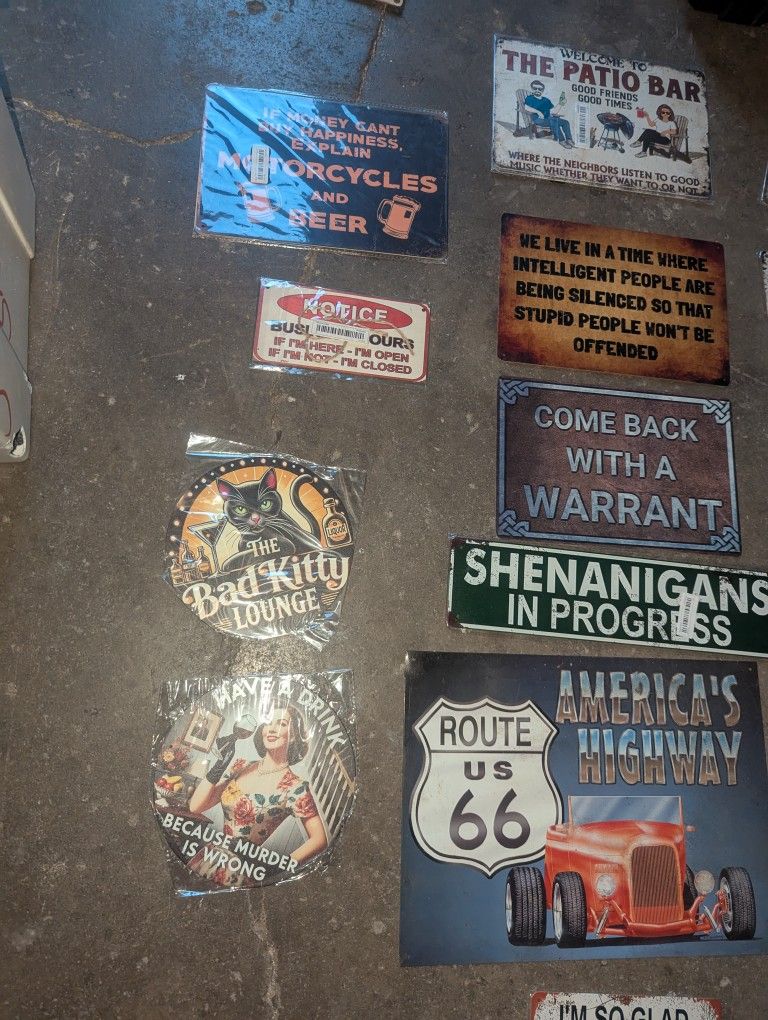 IF MONEY CANT
BUY HAPPINESS,
EXPLAIN
MOTORCYCLES
AND
BEER
WELCOME TO
THE PATIO BAR
GOOD FRIENDS
GOOD TIMES
WHERE THE NEIGHBORS LISTEN TO GOOD
MUSIC WHETHER THEY WANT TO OR NOT
WE LIVE IN A TIME WHERE
INTELLIGENT PEOPLE ARE
BEING SILENCED SO THAT
STUPID PEOPLE WON'T BE
OFFENDED
NOTICE
BUSI OURS
IF I'M HERE - I'M OPEN
IF I'M NOT - I'M CLOSED
COME BACK
WITH A
WARRANT
LIQUOR
THE
Bad Kitty
LOUNGE
SHENANIGANS
IN PROGRESS
HAVE A DRINK
BECAUSE MURDER
IS WRONG
AMERICA'S
HIGHWAY
ROUTE
US
66
I'M SO GLAD